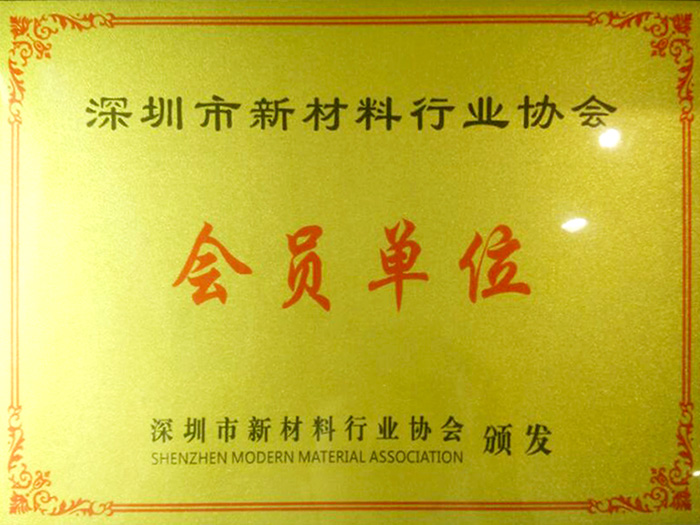 深圳市新材料行业协会
会员单位
深圳市新材料行业协会 颁发
SHENZHEN MODERN MATERIAL ASSOCIATION